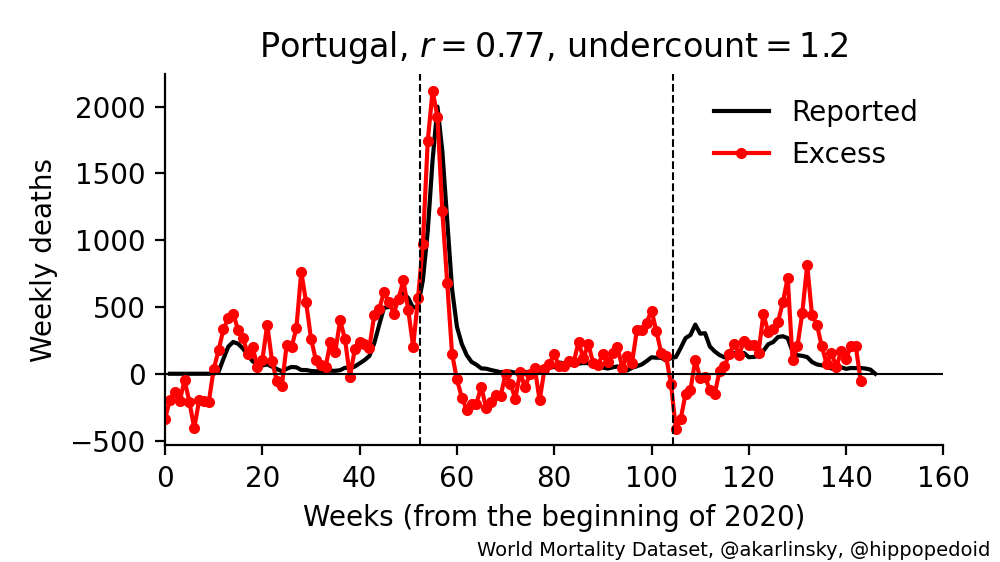 Portugal, r = 0.77, undercount = 1.2
Reported
Excess
Weekly deaths
2000
1500
1000
500
0
−500
0 20 40 60 80 100 120 140 160
Weeks (from the beginning of 2020)
World Mortality Dataset, @akarlinsky, @hippopedoid